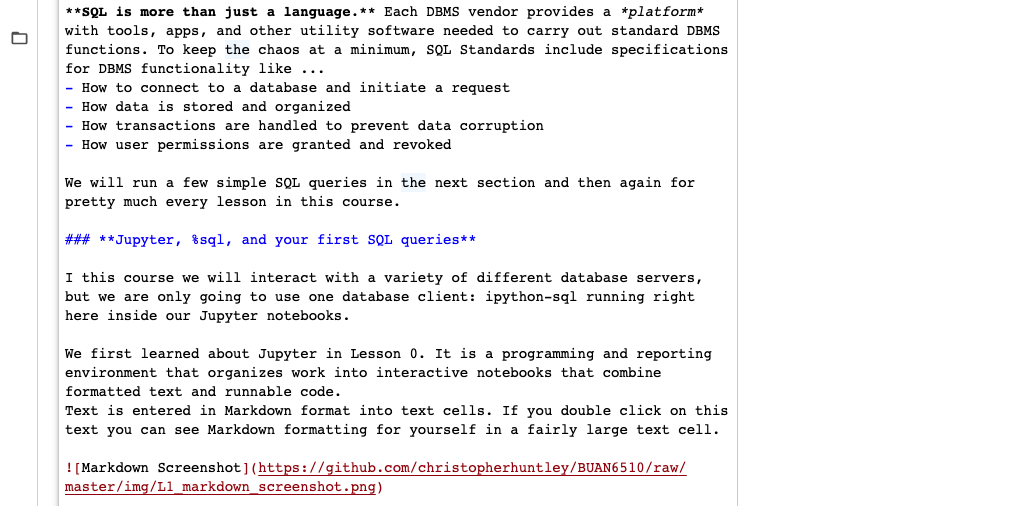 **SQL is more than just a language.** Each DBMS vendor provides a *platform*
with tools, apps, and other utility software needed to carry out standard DBMS
functions. To keep the chaos at a minimum, SQL Standards include specifications
for DBMS functionality like ...
- How to connect to a database and initiate a request
- How data is stored and organized
- How transactions are handled to prevent data corruption
- How user permissions are granted and revoked
We will run a few simple SQL queries in the next section and then again for
pretty much every lesson in this course.
### **Jupyter, %sql, and your first SQL queries**
I this course we will interact with a variety of different database servers,
but we are only going to use one database client: ipython-sql running right
here inside our Jupyter notebooks.
We first learned about Jupyter in Lesson 0. It is a programming and reporting
environment that organizes work into interactive notebooks that combine
formatted text and runnable code.
Text is entered in Markdown format into text cells. If you double click on this
text you can see Markdown formatting for yourself in a fairly large text cell.
![Markdown Screenshot](https://github.com/christopherhuntley/BUAN6510/raw/
master/img/L1_markdown_screenshot.png)